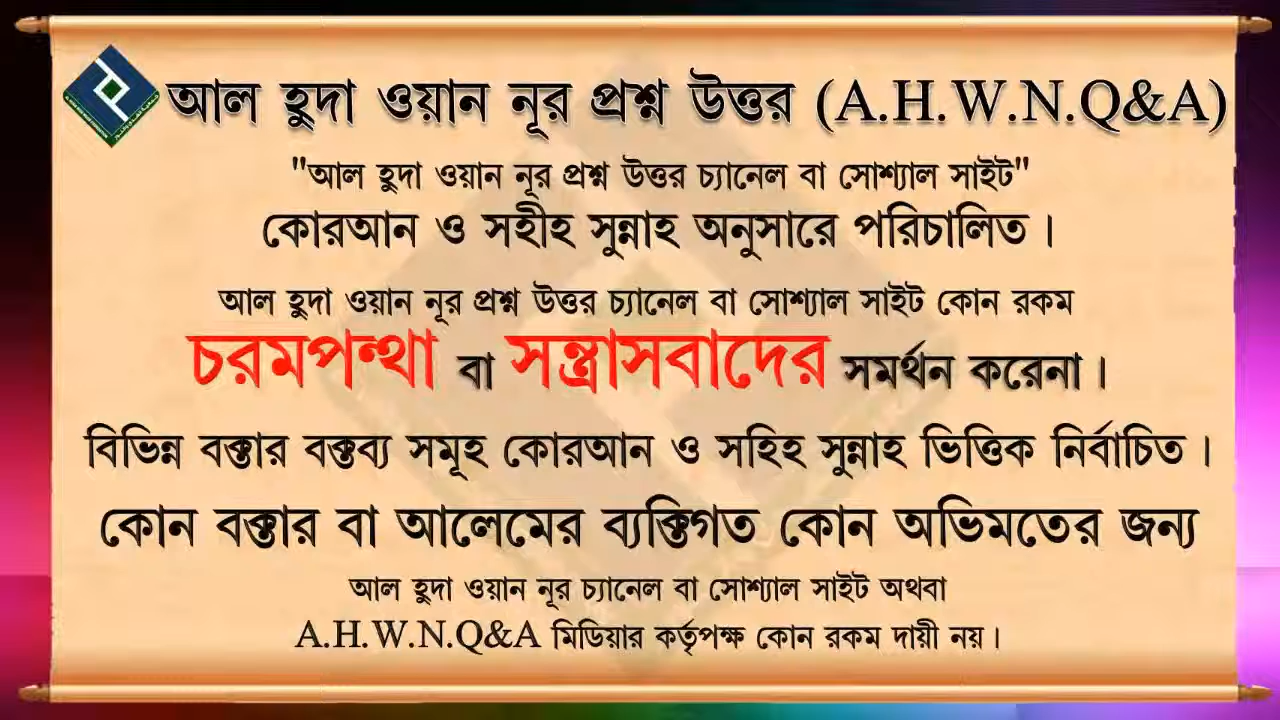 আল হুদা ওয়ান নূর প্রশ্ন উত্তর (A.H.W.N.Q&A)
"আল হুদা ওয়ান নূর প্রশ্ন উত্তর চ্যানেল বা সোশ্যাল সাইট"
কোরআন ও সহীহ সুন্নাহ অনুসারে পরিচালিত ।
আল হুদা ওয়ান নূর প্রশ্ন উত্তর চ্যানেল বা সোশ্যাল সাইট কোন রকম
চরমপন্থা বা সন্ত্রাসবাদের সমর্থন করেনা ।
বিভিন্ন বক্তার বক্তব্য সমূহ কোরআন ও সহিহ সুন্নাহ ভিত্তিক নির্বাচিত ।
কোন বক্তার বা আলেমের ব্যক্তিগত কোন অভিমতের জন্য
আল হুদা ওয়ান নূর চ্যানেল বা সোশ্যাল সাইট অথবা
A.H.W.N.Q&A মিডিয়ার কর্তৃপক্ষ কোন রকম দায়ী নয় ।